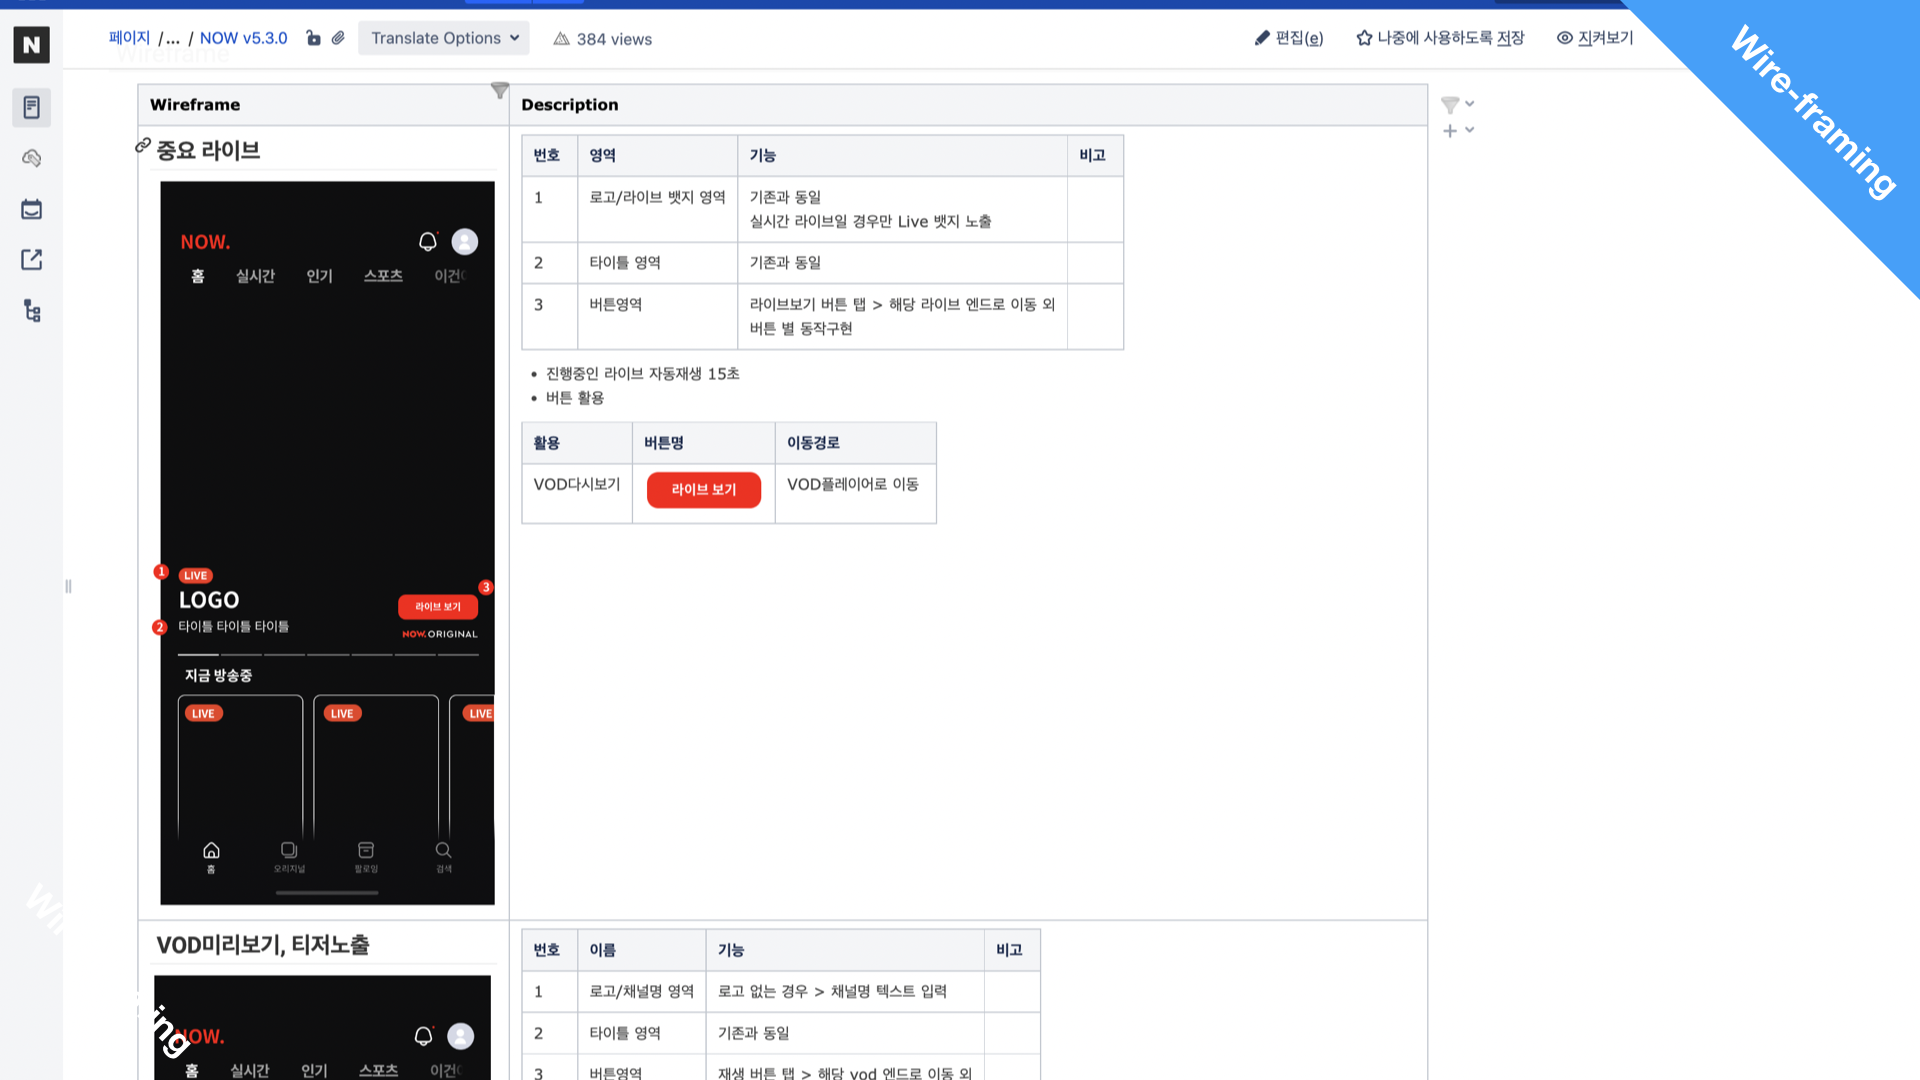 페이지 /... / NOW v5.3.0
Translate Options
384 views
편집(e)
나중에 사용하도록 저장
지켜보기
Wire-framing
N
Wireframe
Wireframe
Description
중요 라이브
NOW.
홈 실시간 인기 스포츠 이건
1
LIVE
LOGO
2
타이틀 타이틀 타이틀
3
라이브 보기
NOW. ORIGINAL
지금 방송중
LIVE LIVE LIVE
홈 오리지널 팔로잉 검색
번호 영역 기능 비고
1 로고/라이브 뱃지 영역 기존과 동일
실시간 라이브일 경우만 Live 뱃지 노출
2 타이틀 영역 기존과 동일
3 버튼영역 라이브보기 버튼 탭 > 해당 라이브 엔드로 이동 외
버튼 별 동작구현
• 진행중인 라이브 자동재생 15초
• 버튼 활용
활용 버튼명 이동경로
VOD다시보기 라이브 보기 VOD플레이어로 이동
VOD미리보기, 티저노출
NOW.
홈 실시간 인기 스포츠 이건
번호 이름 기능 비고
1 로고/채널명 영역 로고 없는 경우 > 채널명 텍스트 입력
2 타이틀 영역 기존과 동일
3 버튼영역 재생 버튼 탭 > 해당 vod 엔드로 이동 외